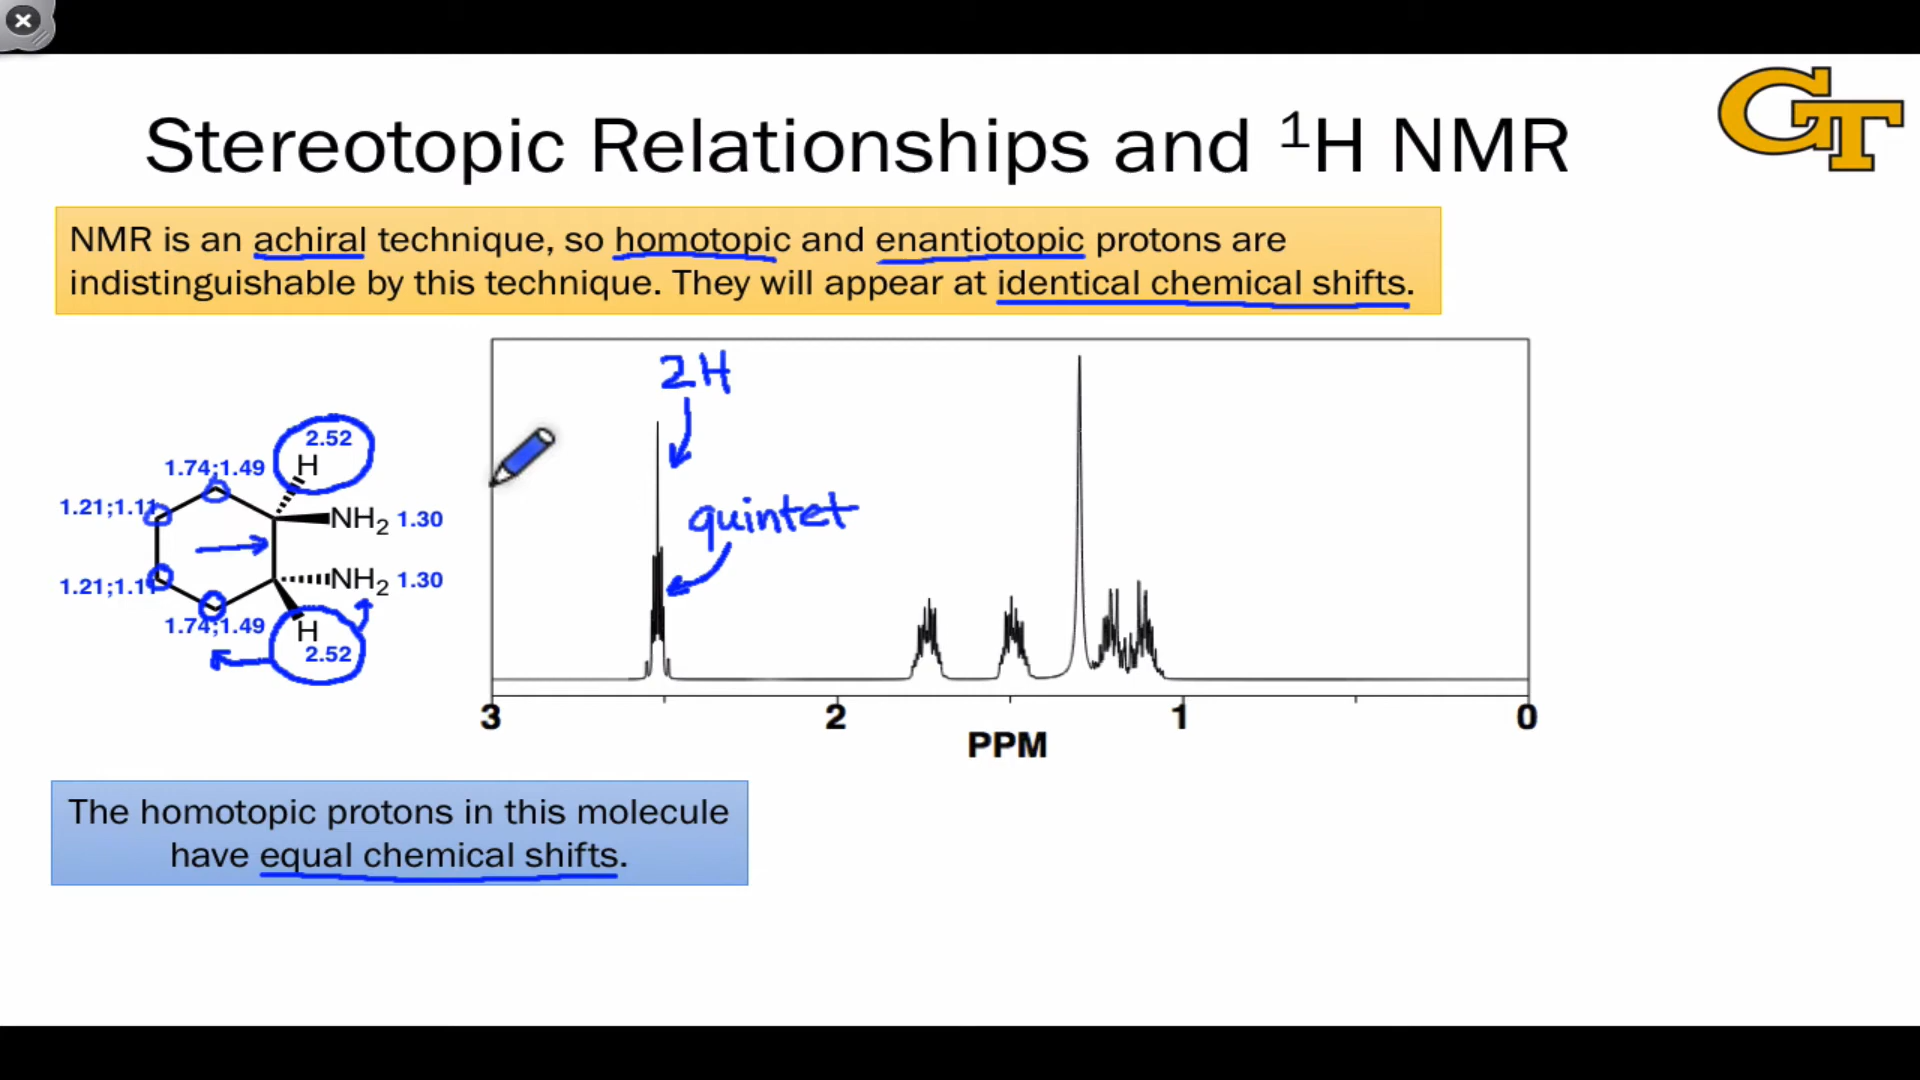 Stereotopic Relationships and ¹H NMR
GT
NMR is an achiral technique, so homotopic and enantiotopic protons are
indistinguishable by this technique. They will appear at identical chemical shifts.
2H
quintet
2.52
H
1.74;1.49
1.21;1.11
NH₂ 1.30
NH₂ 1.30
1.21;1.11
1.74;1.49
H
2.52
3 2 1 0
PPM
The homotopic protons in this molecule
have equal chemical shifts.